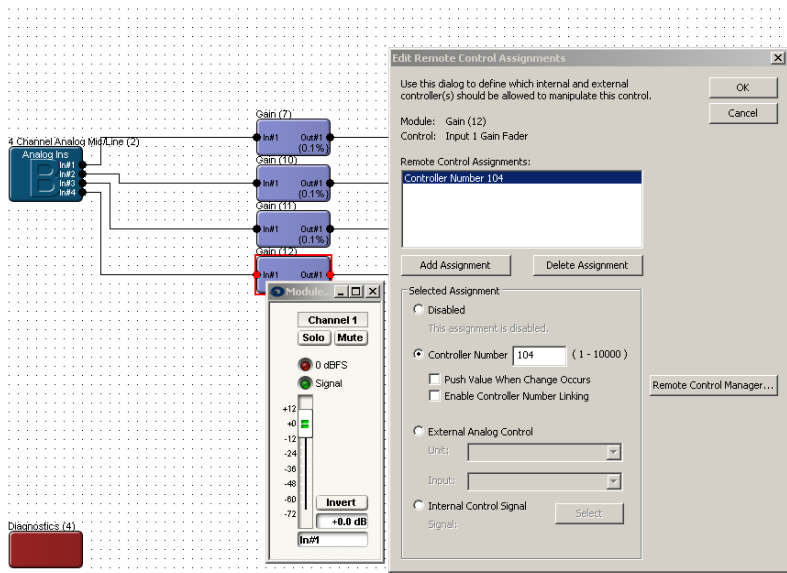 4 Channel Analog Mic/Line (2)
Analog Ins
B
In#1
In#2
In#3
In#4
Gain (7)
In#1 Out#1
{0.1%}
Gain (10)
In#1 Out#1
{0.1%}
Gain (11)
In#1 Out#1
{0.1%}
Gain (12)
In#1 Out#1
Module...
Channel 1
Solo Mute
0 dBFS
Signal
+12
+0
-12
-24
-36
-48
-60
-72
Invert
+0.0 dB
In#1
Diagnostics (4)
Edit Remote Control Assignments
Use this dialog to define which internal and external
controller(s) should be allowed to manipulate this control.
OK
Cancel
Module: Gain (12)
Control: Input 1 Gain Fader
Remote Control Assignments:
Controller Number 104
Add Assignment Delete Assignment
Selected Assignment
Disabled
This assignment is disabled.
Controller Number 104 ( 1 - 10000 )
Push Value When Change Occurs
Enable Controller Number Linking
Remote Control Manager...
External Analog Control
Unit:
Input:
Internal Control Signal
Signal:
Select